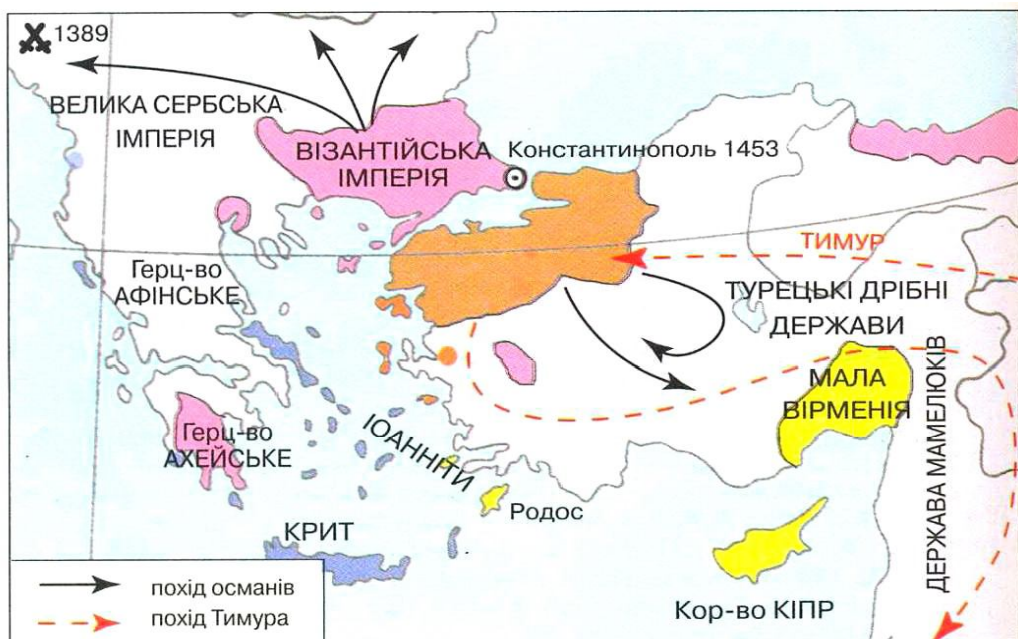 1389
ВЕЛИКА СЕРБСЬКА
ІМПЕРІЯ
ВІЗАНТІЙСЬКА
ІМПЕРІЯ
Константинополь 1453
ТИМУР
Герц-во
АФІНСЬКЕ
ТУРЕЦЬКІ ДРІБНІ
ДЕРЖАВИ
МАЛА
ВІРМЕНІЯ
Герц-во
АХЕЙСЬКЕ
ІОАННІТИ
Родос
ДЕРЖАВА МАМЕЛЮКІВ
КРИТ
Кор-во КІПР
похід османів
похід Тимура